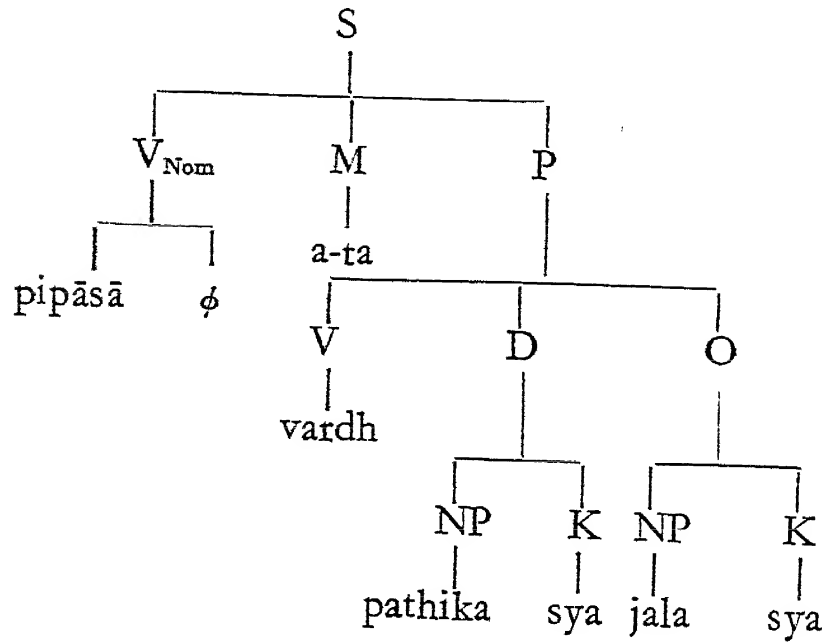 S
V_Nom M P
a-ta
pipāsā ϕ
V D O
vardh
NP K NP K
pathika sya jala sya